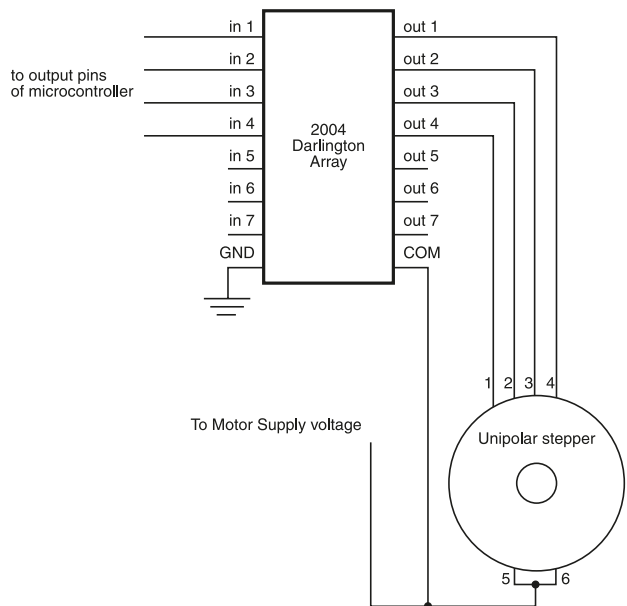 in 1
in 2
in 3
in 4
in 5
in 6
in 7
GND
to output pins
of microcontroller
2004
Darlington
Array
out 1
out 2
out 3
out 4
out 5
out 6
out 7
COM
1 2 3 4
Unipolar stepper
To Motor Supply voltage
5 6